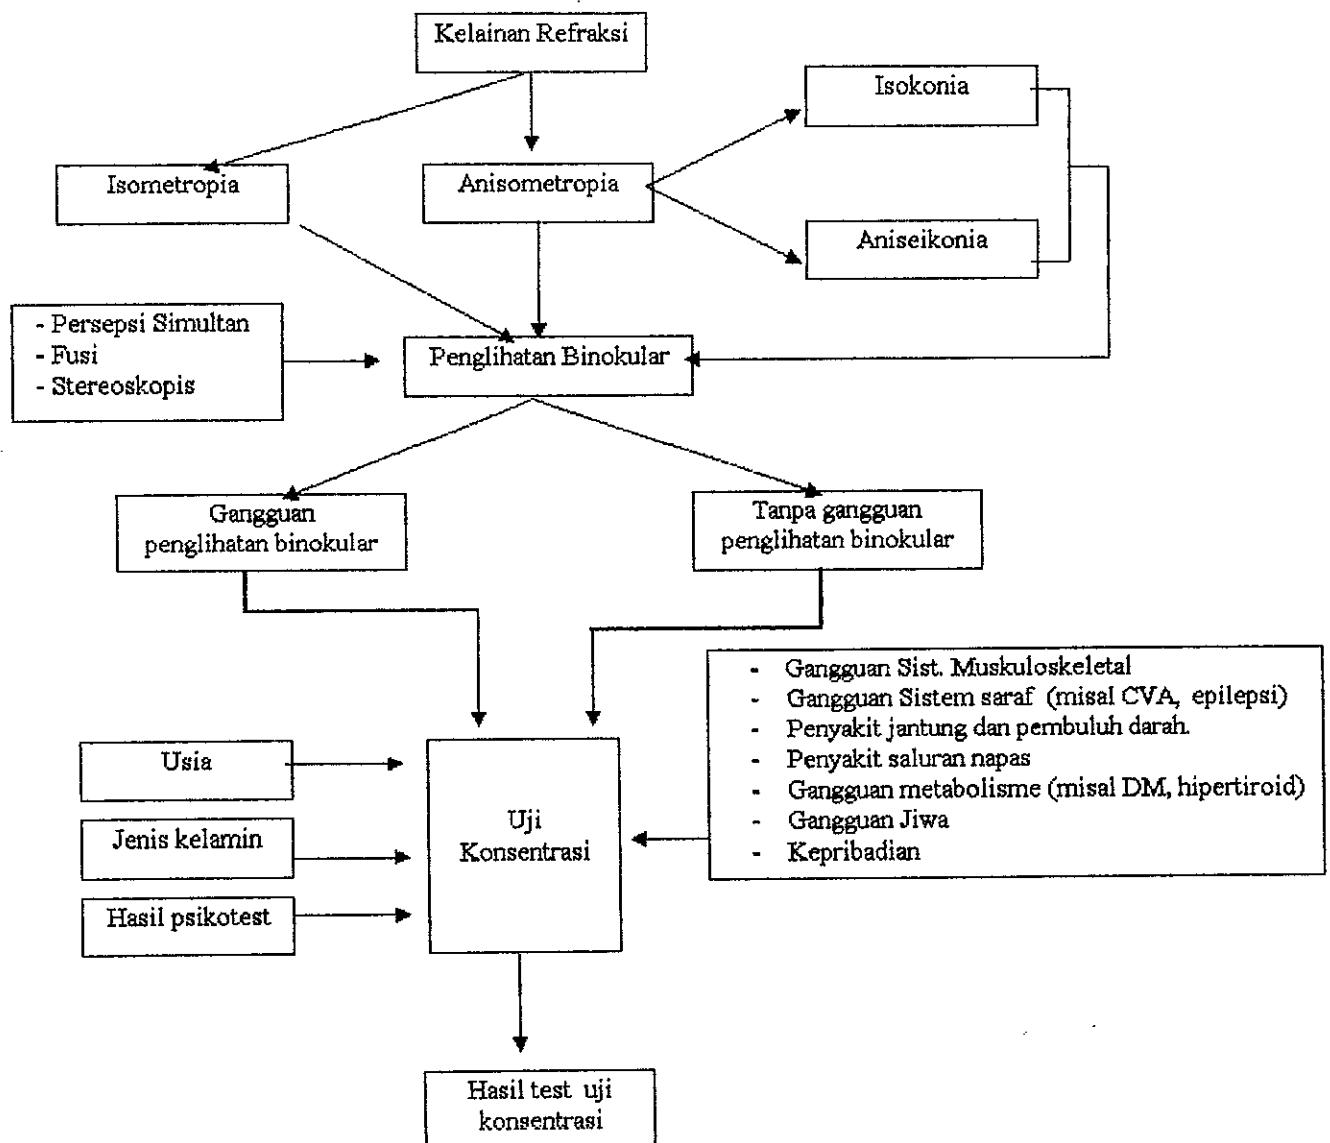 Kelainan Refraksi
Isokonia
Isometropia
Anisometropia
Aniseikonia
- Persepsi Simultan
- Fusi
- Stereoskopis
Penglihatan Binokular
Gangguan
penglihatan binokular
Tanpa gangguan
penglihatan binokular
- Gangguan Sist. Muskuloskeletal
- Gangguan Sistem saraf (misal CVA, epilepsi)
- Penyakit jantung dan pembuluh darah.
- Penyakit saluran napas
- Gangguan metabolisme (misal DM, hipertiroid)
- Gangguan Jiwa
- Kepribadian
Usia
Jenis kelamin
Hasil psikotest
Uji
Konsentrasi
Hasil test uji
konsentrasi